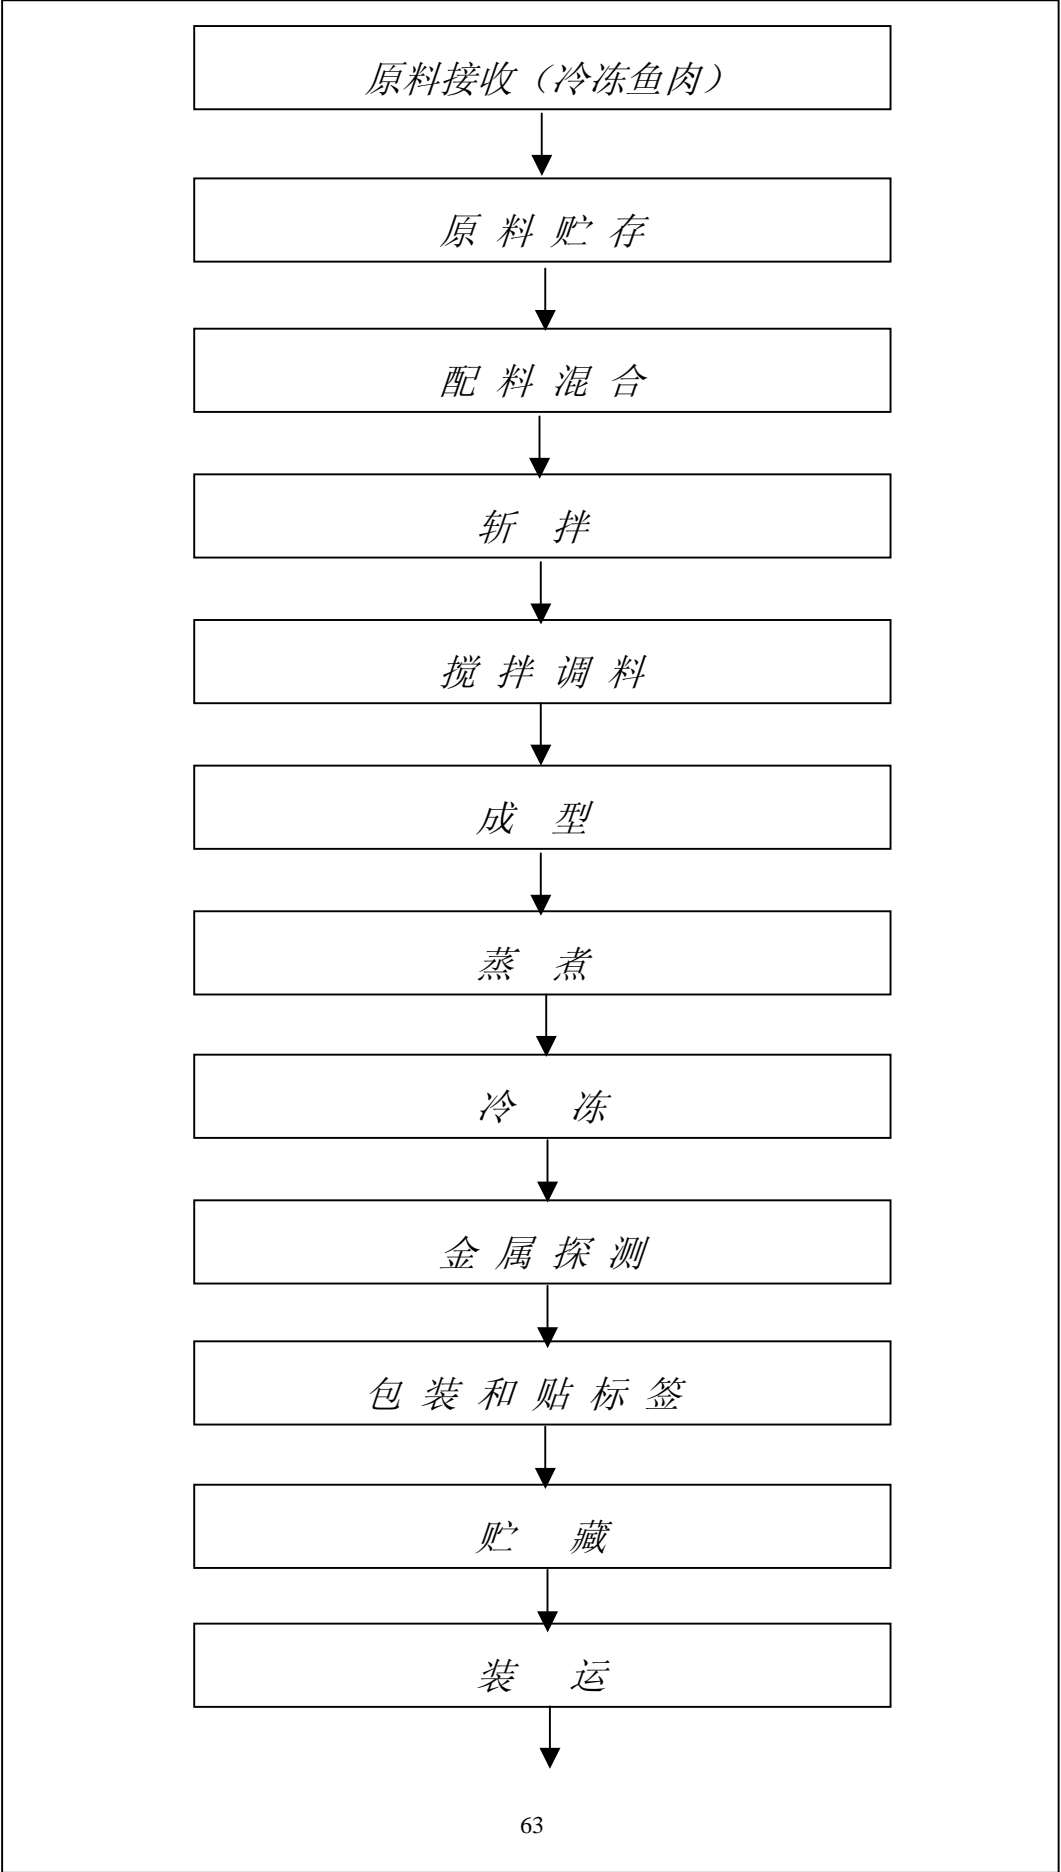 原料接收（冷冻鱼肉）
原 料 贮 存
配 料 混 合
斩 拌
搅 拌 调 料
成 型
蒸 煮
冷 冻
金 属 探 测
包 装 和 贴 标 签
贮 藏
装 运
63